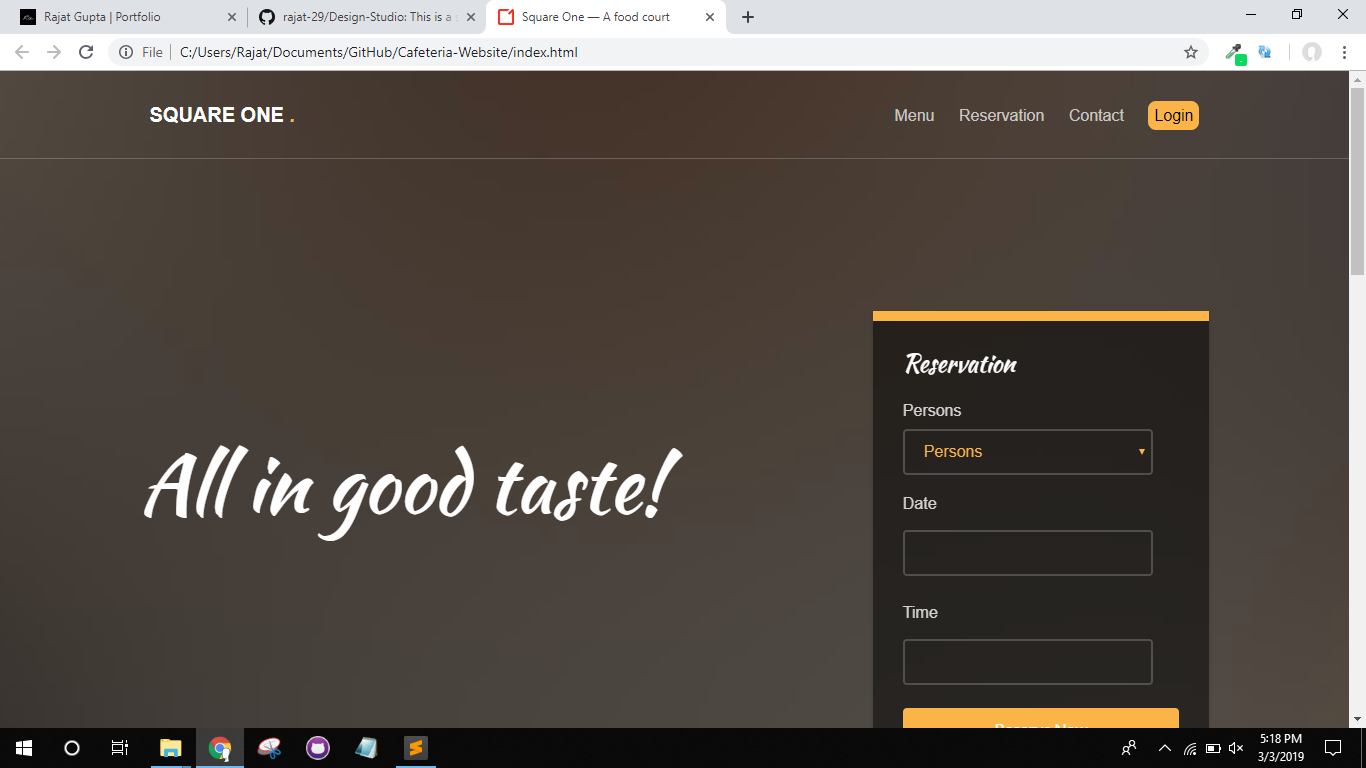 Rajat Gupta | Portfolio
rajat-29/Design-Studio: This is a
Square One — A food court
File
C:/Users/Rajat/Documents/GitHub/Cafeteria-Website/index.html
SQUARE ONE .
Menu
Reservation
Contact
Login
Reservation
Persons
Persons
Date
All in good taste!
Time
Reserve Now
5:18 PM
3/3/2019